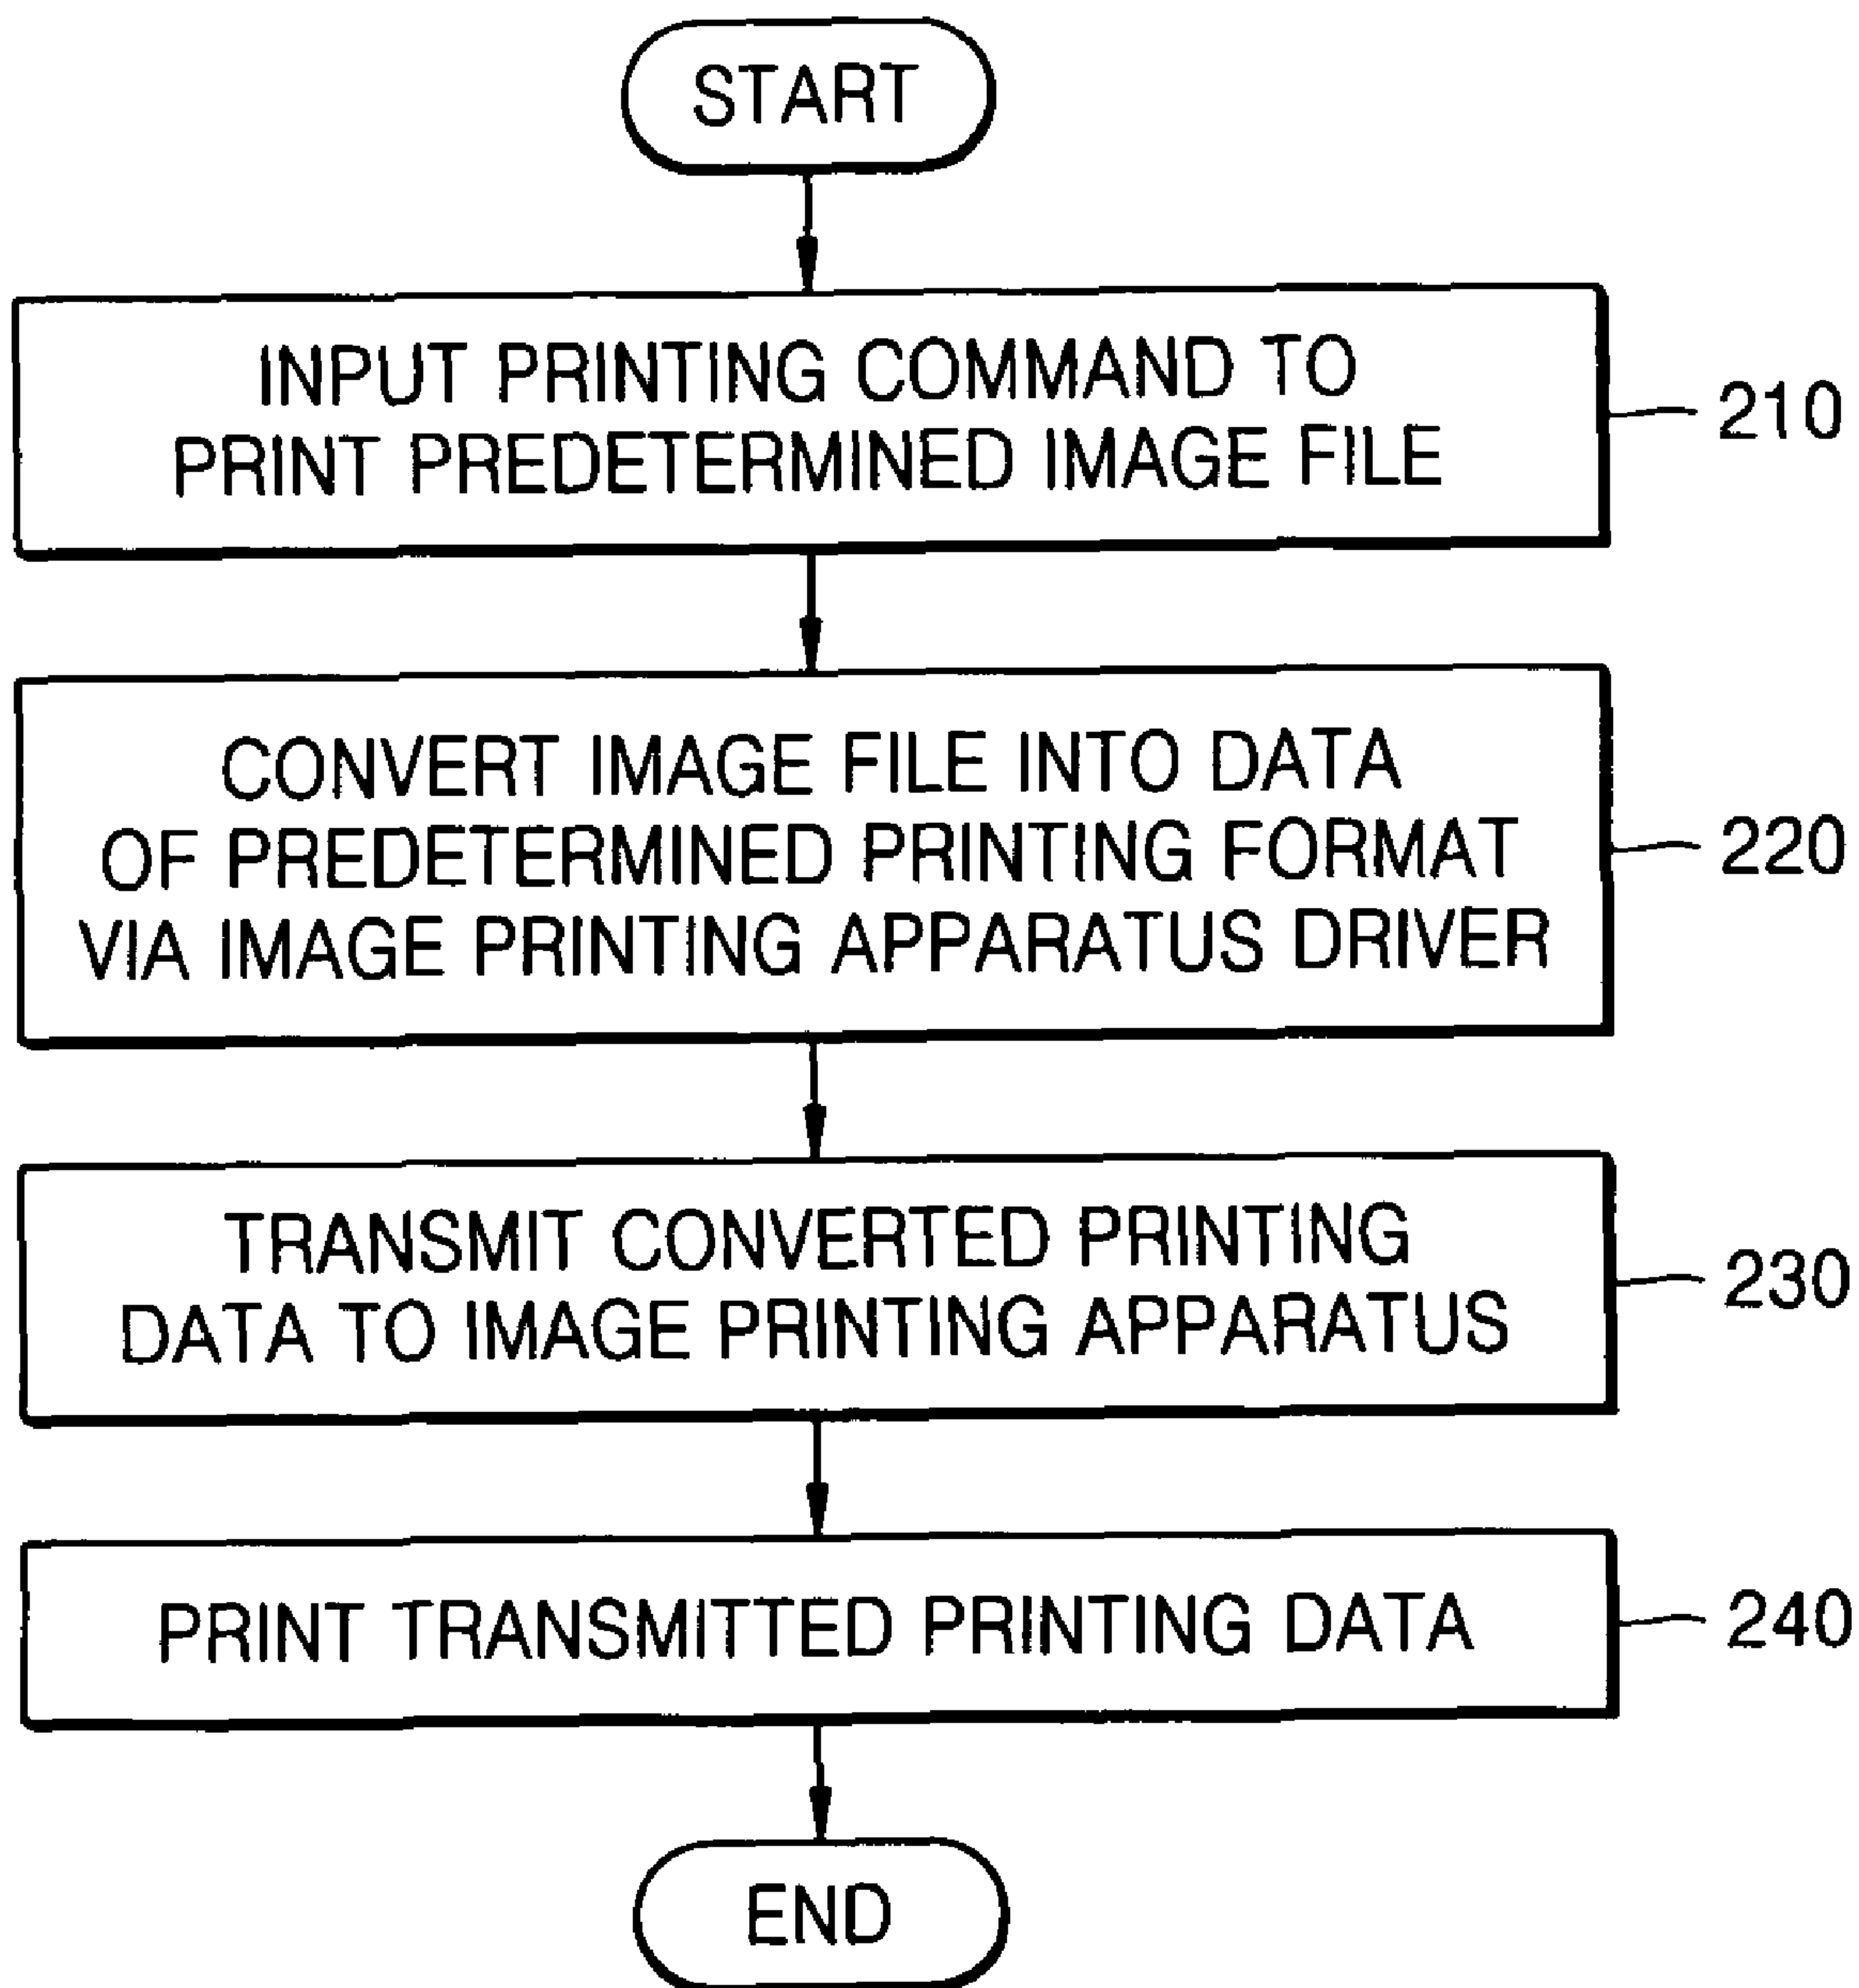 START
INPUT PRINTING COMMAND TO
PRINT PREDETERMINED IMAGE FILE
210
CONVERT IMAGE FILE INTO DATA
OF PREDETERMINED PRINTING FORMAT
VIA IMAGE PRINTING APPARATUS DRIVER
220
TRANSMIT CONVERTED PRINTING
DATA TO IMAGE PRINTING APPARATUS
230
PRINT TRANSMITTED PRINTING DATA
240
END